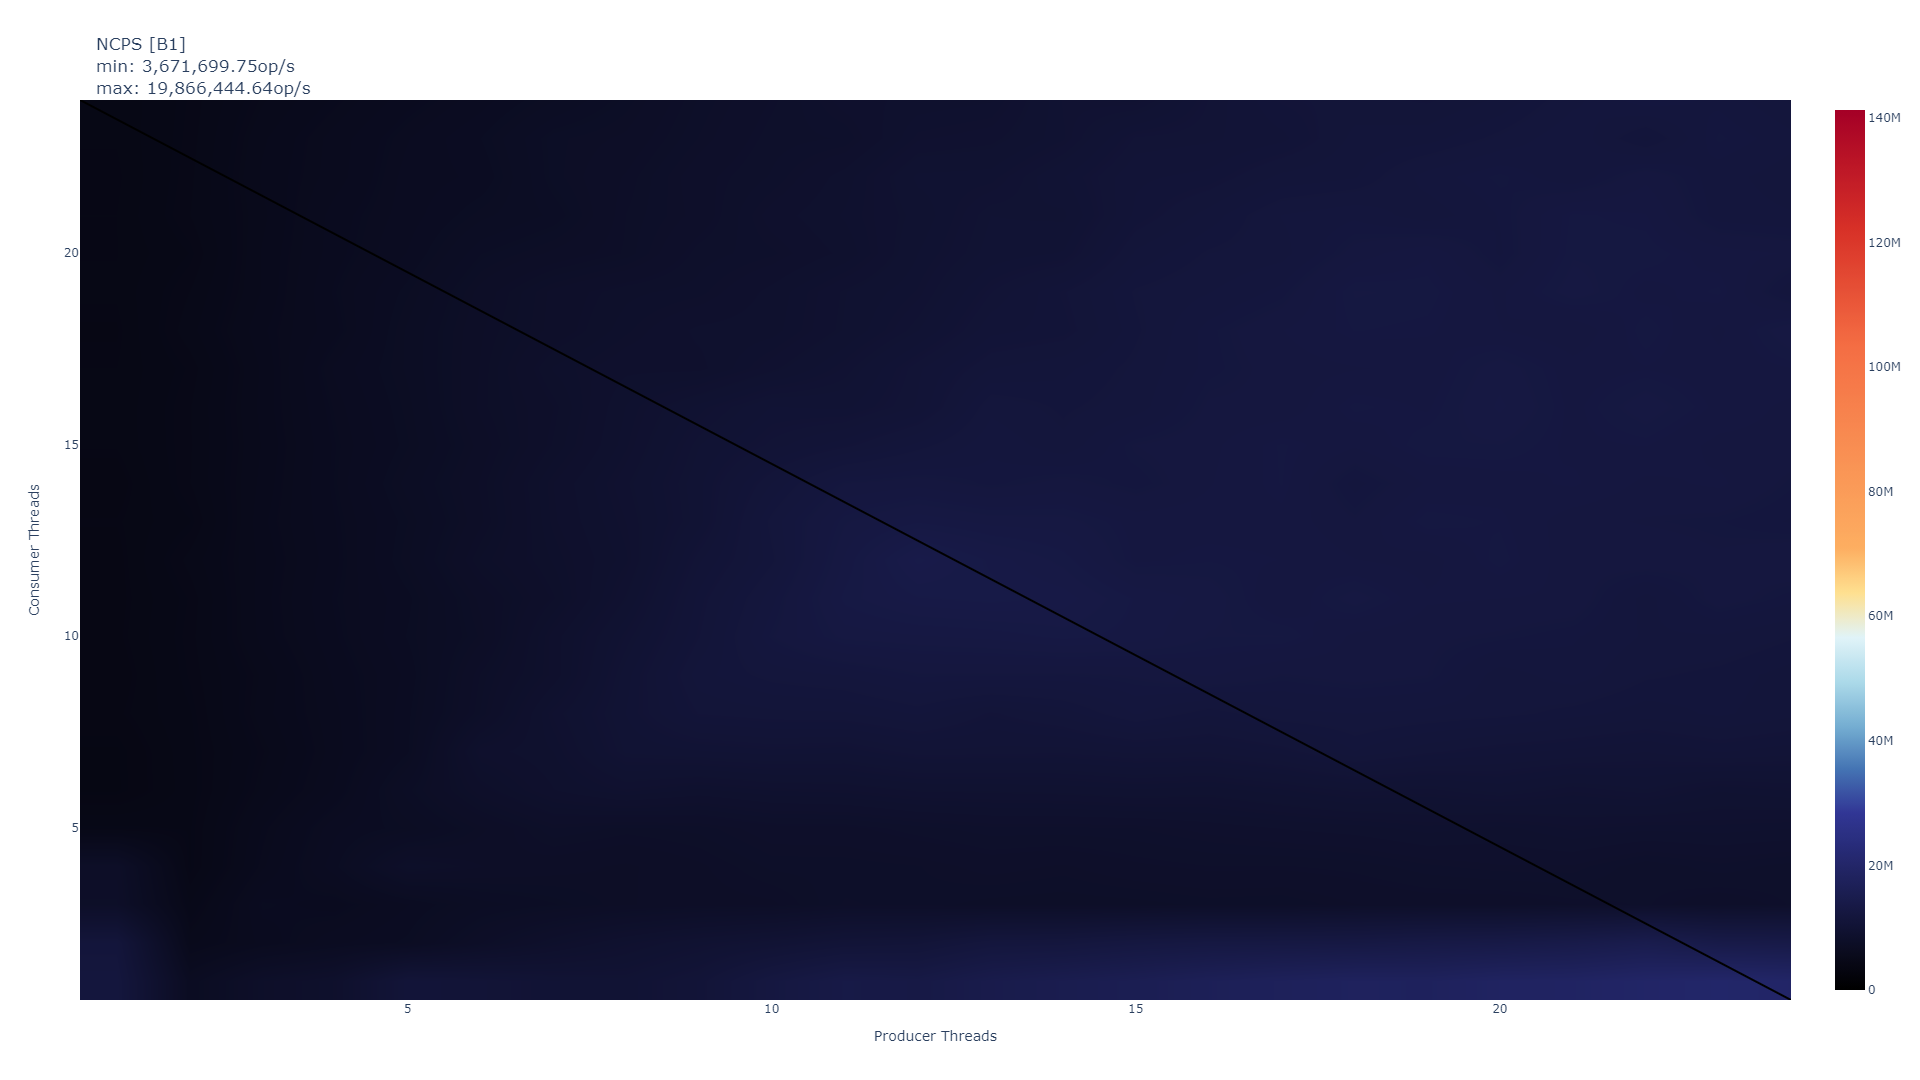 NCPS [B1]
min: 3,671,699.75op/s
max: 19,866,444.64op/s
140M
120M
100M
80M
60M
40M
20M
0
20
15
10
5
Consumer Threads
5
10
15
20
Producer Threads